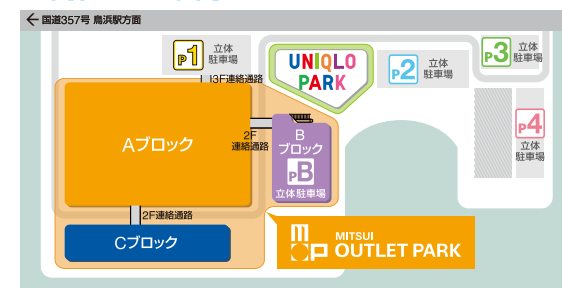 ← 国道357号 鳥浜駅方面
P1 立体
駐車場
UNIQLO
PARK
P2 立体
駐車場
P3 立体
駐車場
3F連絡通路
Aブロック
2F
連絡通路
B
ブロック
PB
立体駐車場
P4
立体
駐車場
2F連絡通路
Cブロック
MITSUI
OUTLET PARK